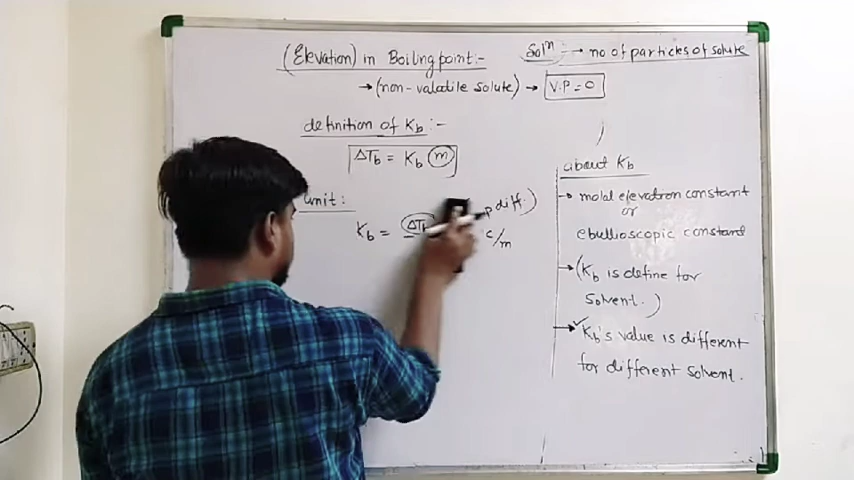 (Elevation) in Boiling point :-
Solⁿ :- → no of particles of solute
→ (non-valatile solute) → V.P = 0
definition of Kb :-
ΔTb = Kb m
unit :
diff.)
Kb = ΔTb
c/m
about Kb
→ molal elevation constant
or
ebullioscopic constant
→ (Kb is define for
solvent.)
→ Kb's value is different
for different solvent.